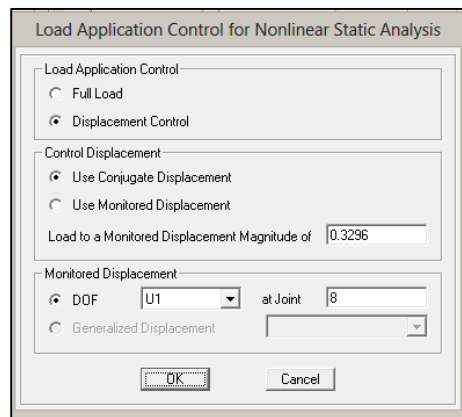 Load Application Control for Nonlinear Static Analysis
Load Application Control
Full Load
Displacement Control
Control Displacement
Use Conjugate Displacement
Use Monitored Displacement
Load to a Monitored Displacement Magnitude of 0.3296
Monitored Displacement
DOF U1 at Joint 8
Generalized Displacement
OK Cancel